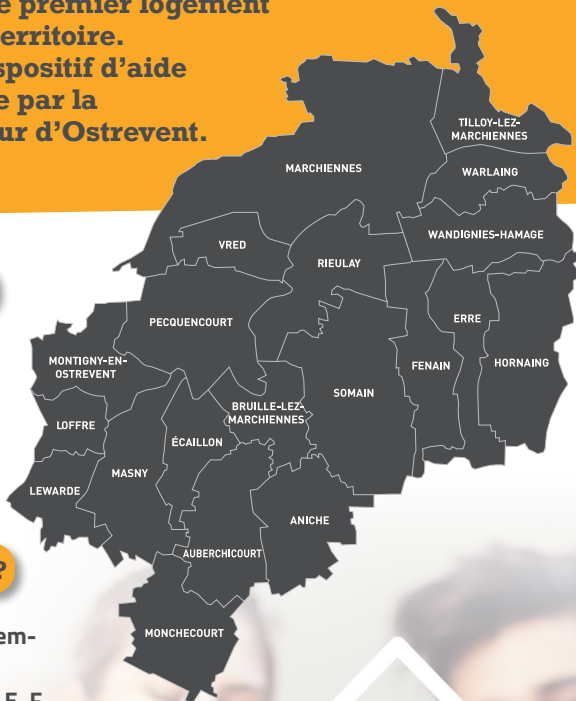 e premier logement
erritoire.
spositif d'aide
e par la
ur d'Ostrevent.
TILLOY-LEZ-
MARCHIENNES
MARCHIENNES
WARLAING
WANDIGNIES-HAMAGE
VRED
RIEULAY
PECQUENCOURT
ERRE
MONTIGNY-EN-
OSTREVENT
FENAIN
HORNAING
SOMAIN
BRUILLE-LEZ-
MARCHIENNES
LOFFRE
ÉCAILLON
MASNY
LEWARDE
ANICHE
AUBERCHICOURT
?
MONCHECOURT
em-